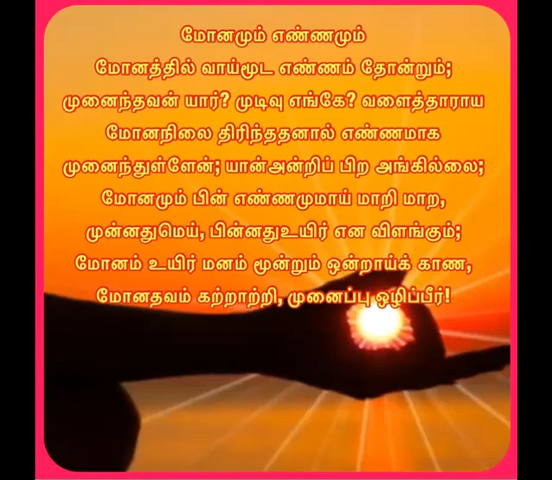 மோனமும் எண்ணமும்
மோனத்தில் வாய்மூட எண்ணம் தோன்றும்;
முனைந்தவன் யார்? முடிவு எங்கே? வளைத்தாராய
மோனநிலை திரிந்ததனால் எண்ணமாக
முனைந்துள்ளேன்; யான்அன்றிப் பிற அங்கில்லை;
மோனமும் பின் எண்ணமுமாய் மாறி மாற,
முன்னதுமெய், பின்னதுஉயிர் என விளங்கும்;
மோனம் உயிர் மனம் மூன்றும் ஒன்றாய்க் காண,
மோனதவம் கற்றாற்றி, முனைப்பு ஒழிப்பீர்!